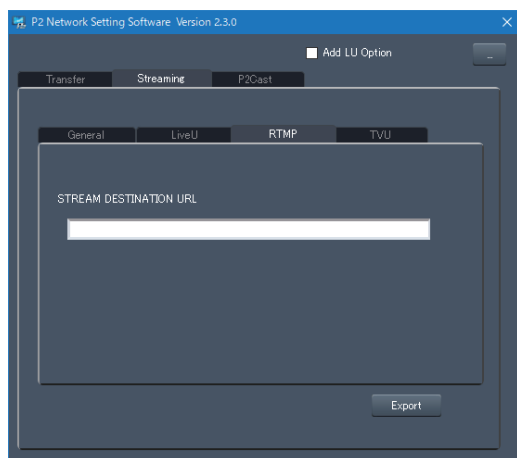 P2 Network Setting Software Version 2.3.0
Add LU Option
Transfer Streaming P2Cast
General LiveU RTMP TVU
STREAM DESTINATION URL
Export